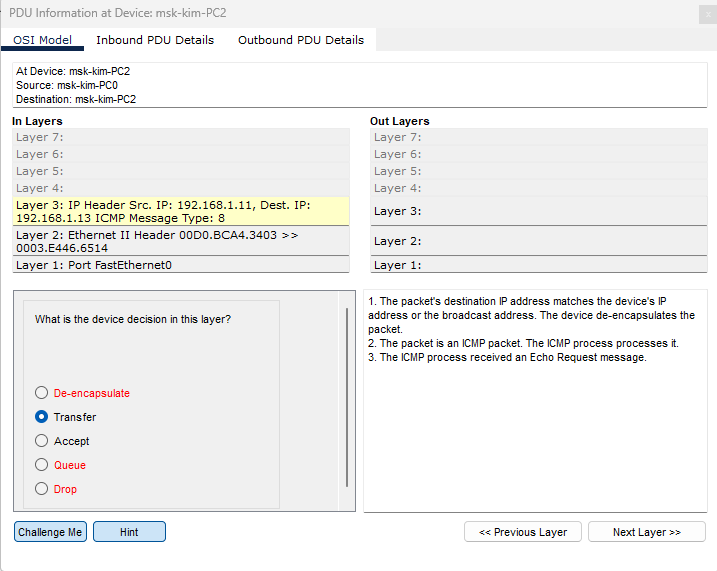 PDU Information at Device: msk-kim-PC2
x
OSI Model Inbound PDU Details Outbound PDU Details
At Device: msk-kim-PC2
Source: msk-kim-PC0
Destination: msk-kim-PC2
In Layers
Layer 7:
Layer 6:
Layer 5:
Layer 4:
Layer 3: IP Header Src. IP: 192.168.1.11, Dest. IP:
192.168.1.13 ICMP Message Type: 8
Layer 2: Ethernet II Header 00D0.BCA4.3403 >>
0003.E446.6514
Layer 1: Port FastEthernet0
Out Layers
Layer 7:
Layer 6:
Layer 5:
Layer 4:
Layer 3:
Layer 2:
Layer 1:
What is the device decision in this layer?
De-encapsulate
Transfer
Accept
Queue
Drop
1. The packet's destination IP address matches the device's IP
address or the broadcast address. The device de-encapsulates the
packet.
2. The packet is an ICMP packet. The ICMP process processes it.
3. The ICMP process received an Echo Request message.
Challenge Me Hint << Previous Layer Next Layer >>